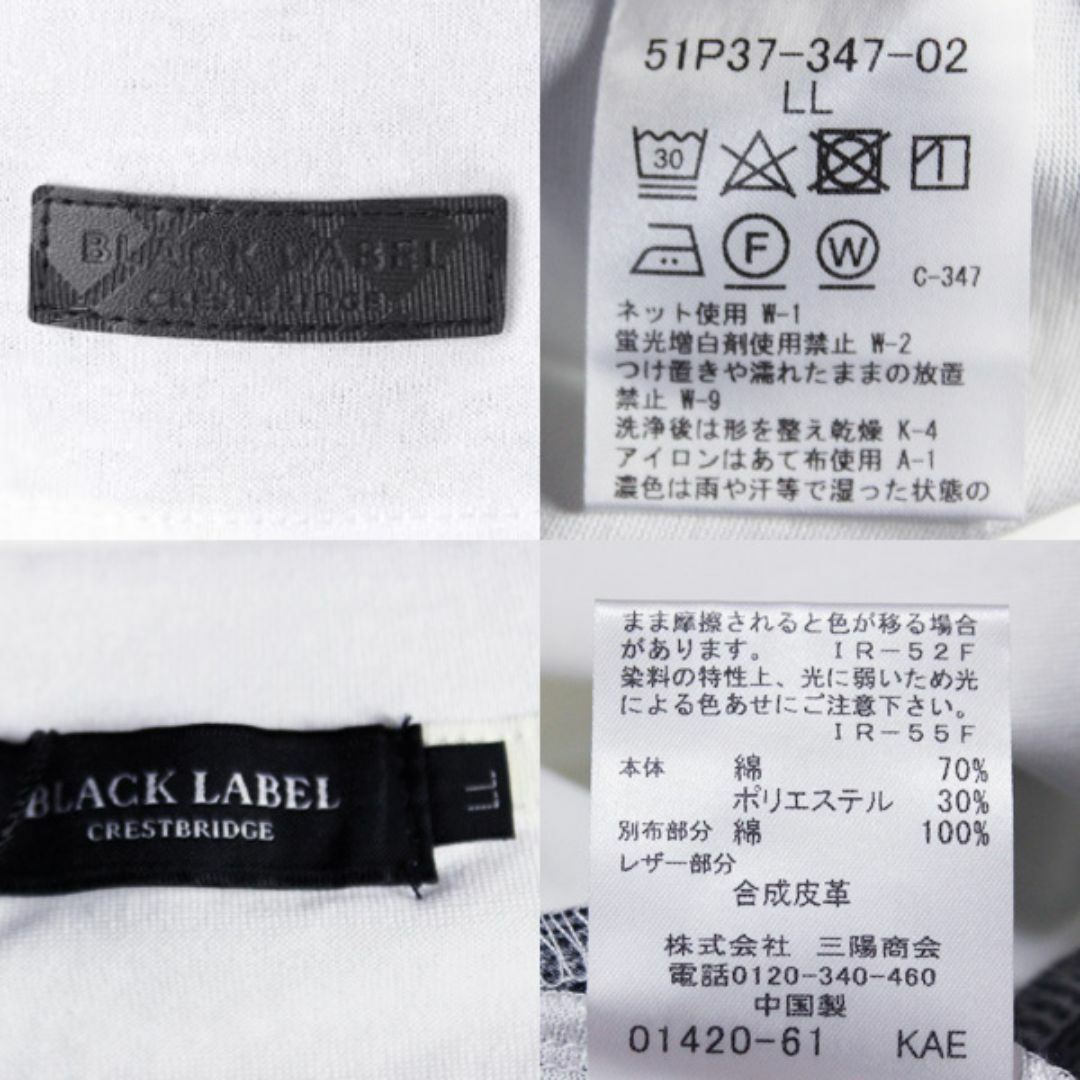 BLACK LABEL
CRESTBRIDGE
51P37-347-02
LL
30
F
W
C-347
ネット使用 W-1
蛍光増白剤使用禁止 W-2
つけ置きや濡れたままの放置
禁止 W-9
洗浄後は形を整え乾燥 K-4
アイロンはあて布使用 A-1
濃色は雨や汗等で湿った状態の
BLACK LABEL
CRESTBRIDGE
LL
まま摩擦されると色が移る場合
があります。 IR-52F
染料の特性上、光に弱いため光
による色あせにご注意下さい。
IR-55F
本体 綿 70%
ポリエステル 30%
別布部分 綿 100%
レザー部分
合成皮革
株式会社 三陽商会
電話0120-340-460
中国製
01420-61 KAE